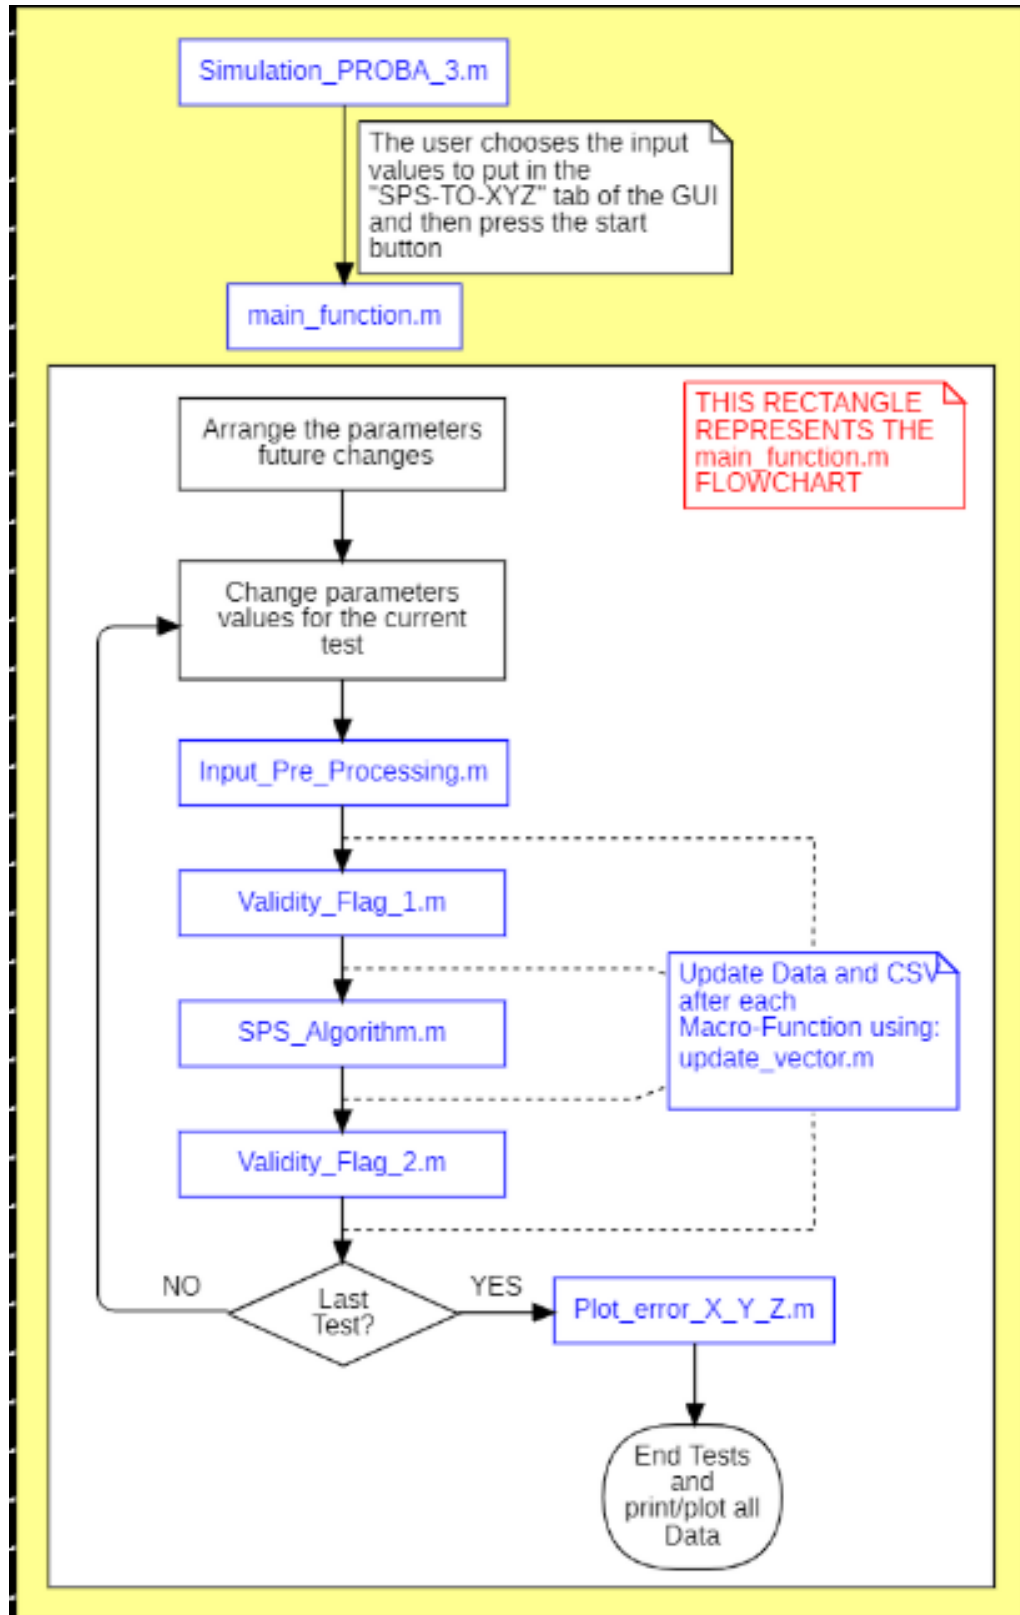 Simulation_PROBA_3.m
The user chooses the input
values to put in the
"SPS-TO-XYZ" tab of the GUI
and then press the start
button
main_function.m
THIS RECTANGLE
REPRESENTS THE
main_function.m
FLOWCHART
Arrange the parameters
future changes
Change parameters
values for the current
test
Input_Pre_Processing.m
Validity_Flag_1.m
Update Data and CSV
after each
Macro-Function using:
update_vector.m
SPS_Algorithm.m
Validity_Flag_2.m
NO
Last
Test?
YES
Plot_error_X_Y_Z.m
End Tests
and
print/plot all
Data